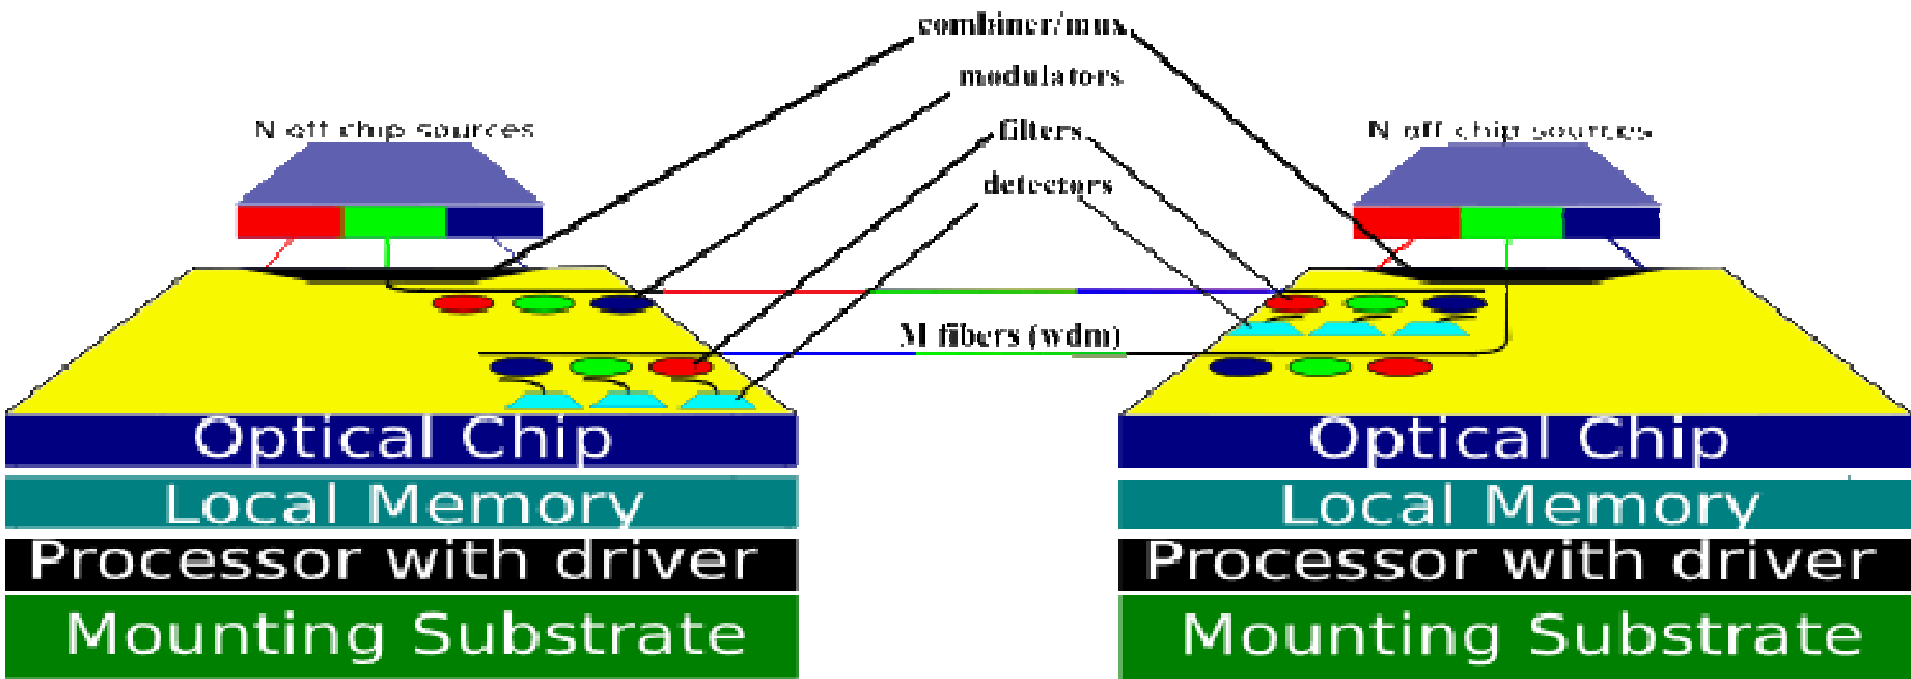 combiner/mux
modulators
N off chip sources
filters
N off chip sources
detectors
M fibers (wdm)
Optical Chip
Optical Chip
Local Memory
Local Memory
Processor with driver
Processor with driver
Mounting Substrate
Mounting Substrate